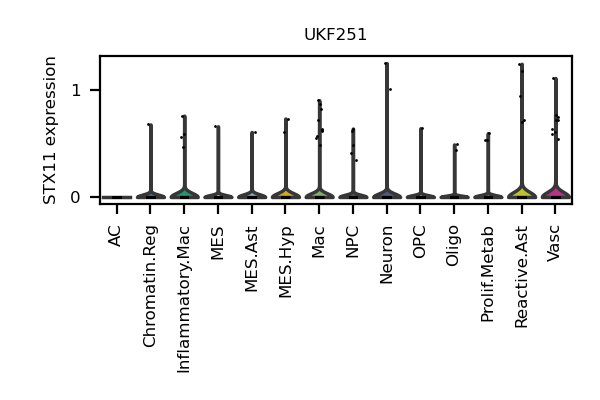 UKF251
STX11 expression
1
0
AC
Chromatin.Reg
Inflammatory.Mac
MES
MES.Ast
MES.Hyp
Mac
NPC
Neuron
OPC
Oligo
Prolif.Metab
Reactive.Ast
Vasc